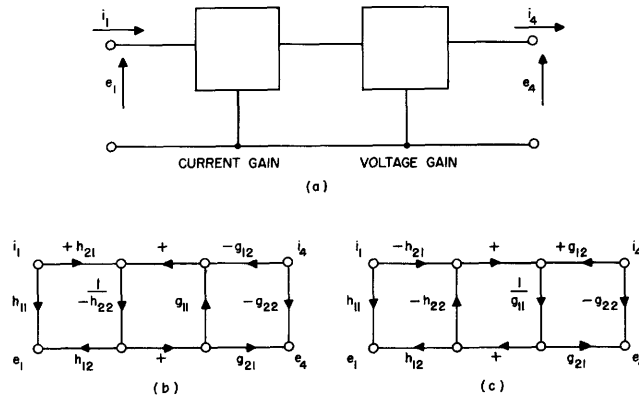 i1 i4
e1 e4
CURRENT GAIN VOLTAGE GAIN
(a)
i1 +h21 + -g12 i4
h11 1/-h22 g11 -g22
e1 h12 + g21 e4
(b)
i1 -h21 + +g12 i4
h11 -h22 1/g11 -g22
e1 h12 + g21
(c)